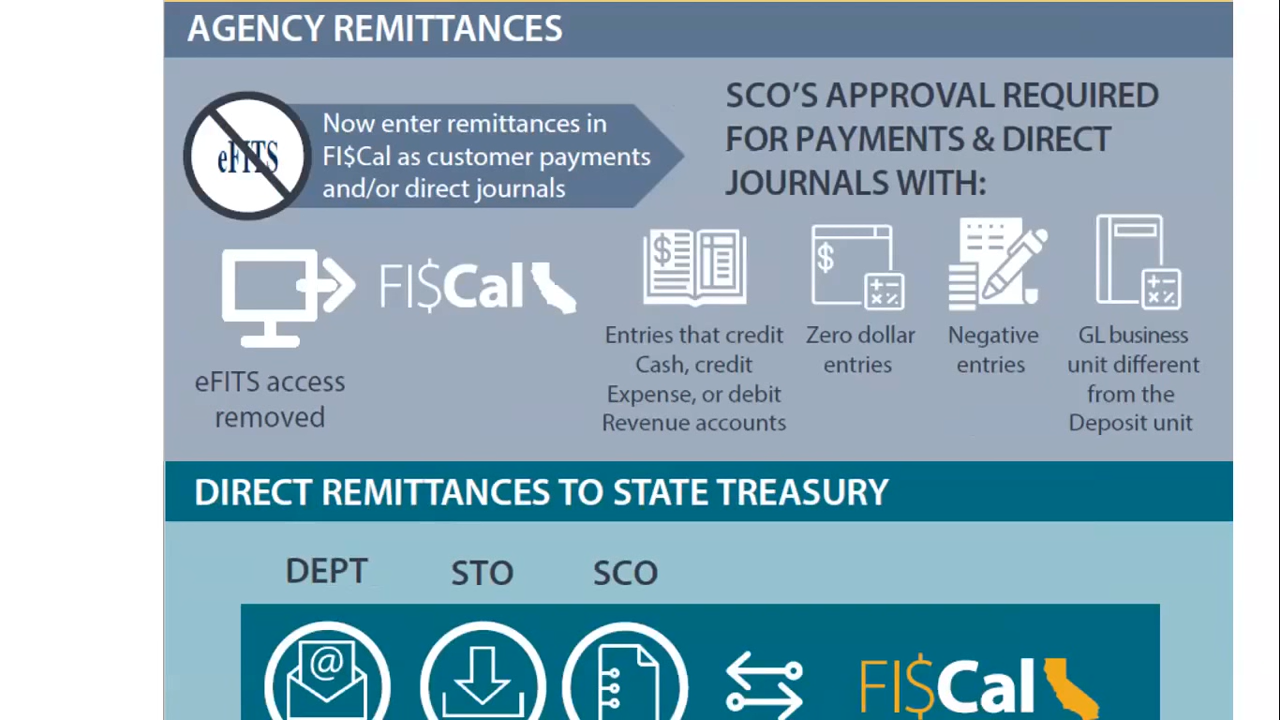 AGENCY REMITTANCES
eFITS
Now enter remittances in
FI$Cal as customer payments
and/or direct journals
SCO'S APPROVAL REQUIRED
FOR PAYMENTS & DIRECT
JOURNALS WITH:
FI$Cal
eFITS access
removed
$
Entries that credit
Cash, credit
Expense, or debit
Revenue accounts
$
Zero dollar
entries
Negative
entries
GL business
unit different
from the
Deposit unit
DIRECT REMITTANCES TO STATE TREASURY
DEPT
STO
SCO
@
FI$Cal